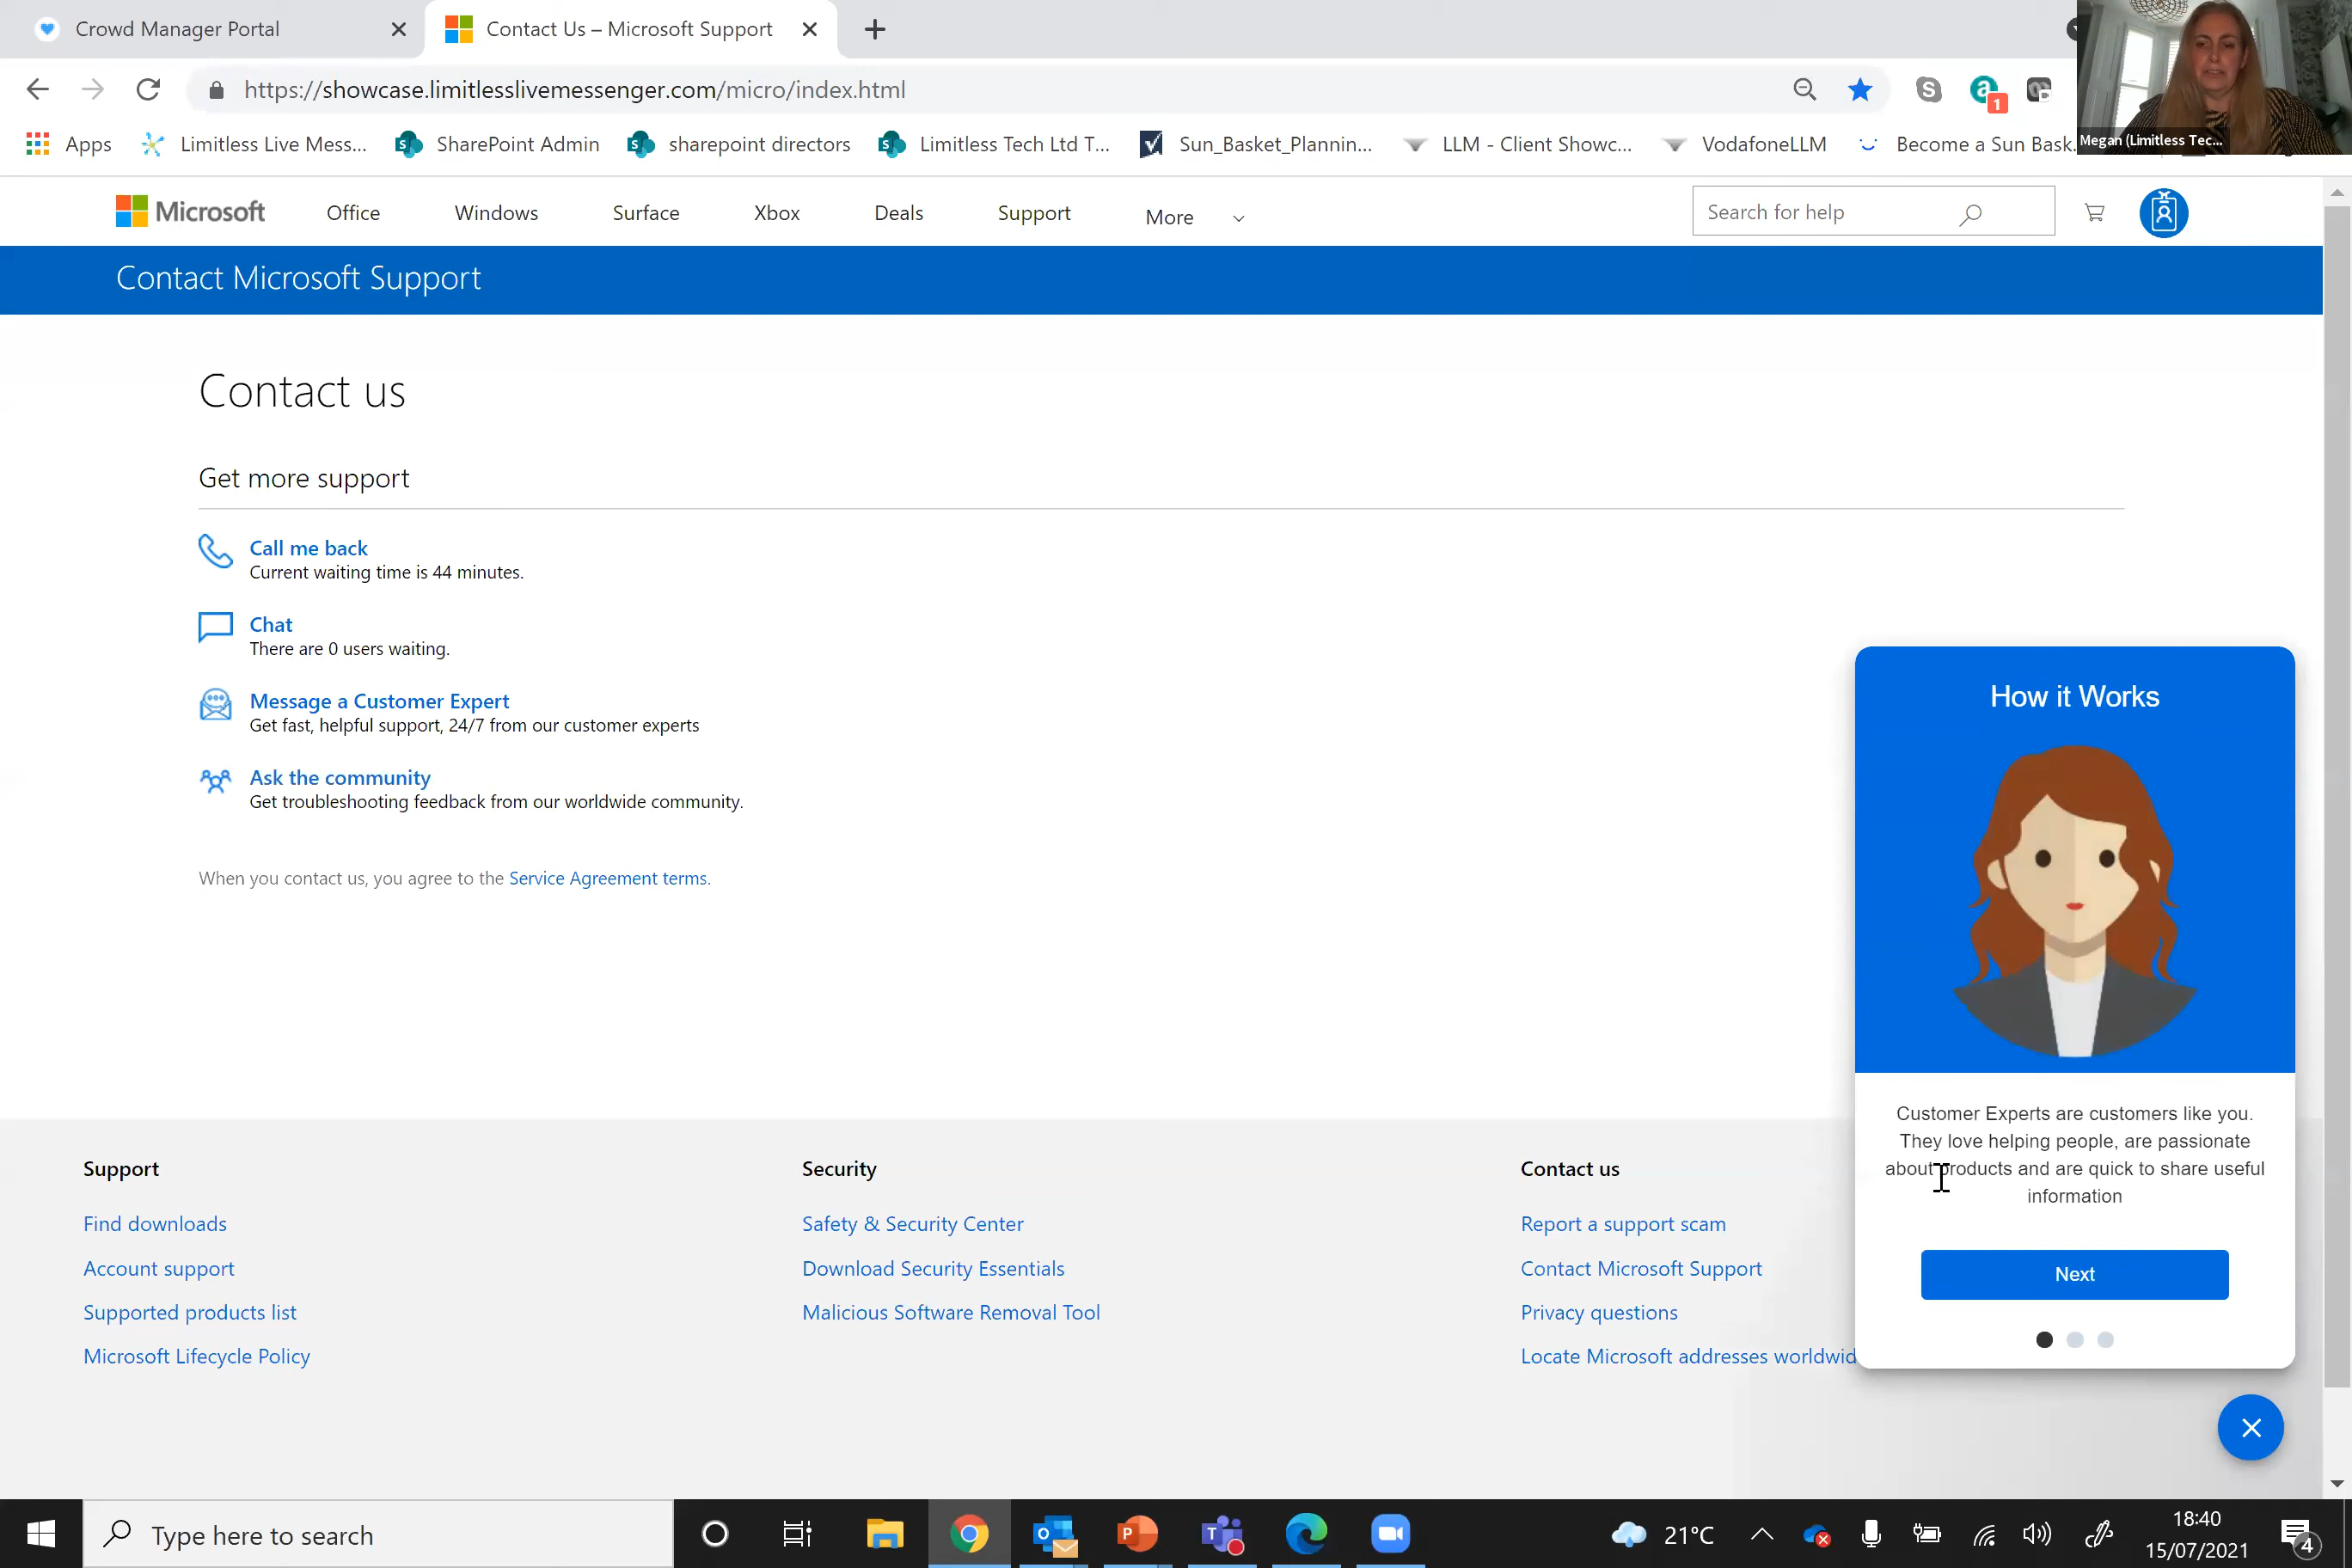 Crowd Manager Portal
Contact Us – Microsoft Support
https://showcase.limitlesslivemessenger.com/micro/index.html
1
Apps
Limitless Live Mess...
SharePoint Admin
sharepoint directors
Limitless Tech Ltd T...
Sun_Basket_Plannin...
LLM - Client Showc...
VodafoneLLM
Become a Sun Bask.
Megan (Limitless Tec...
Microsoft
Office
Windows
Surface
Xbox
Deals
Support
More
Search for help
Contact Microsoft Support
Contact us
Get more support
Call me back
Current waiting time is 44 minutes.
Chat
There are 0 users waiting.
Message a Customer Expert
Get fast, helpful support, 24/7 from our customer experts
Ask the community
Get troubleshooting feedback from our worldwide community.
When you contact us, you agree to the Service Agreement terms.
How it Works
Customer Experts are customers like you.
They love helping people, are passionate
about products and are quick to share useful
information
Next
Support
Find downloads
Account support
Supported products list
Microsoft Lifecycle Policy
Security
Safety & Security Center
Download Security Essentials
Malicious Software Removal Tool
Contact us
Report a support scam
Contact Microsoft Support
Privacy questions
Locate Microsoft addresses worldwid
Type here to search
21°C
18:40
15/07/2021
4